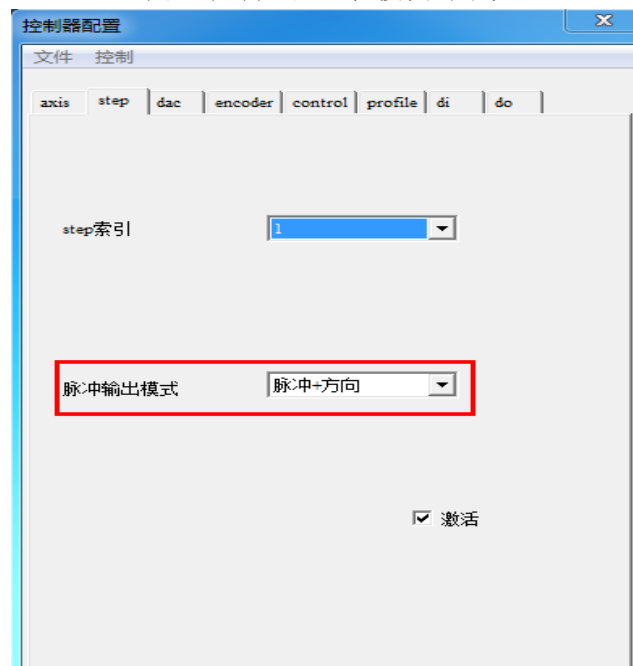 控制器配置
文件 控制
axis step dac encoder control profile di do
step索引 1
脉冲输出模式 脉冲+方向
激活